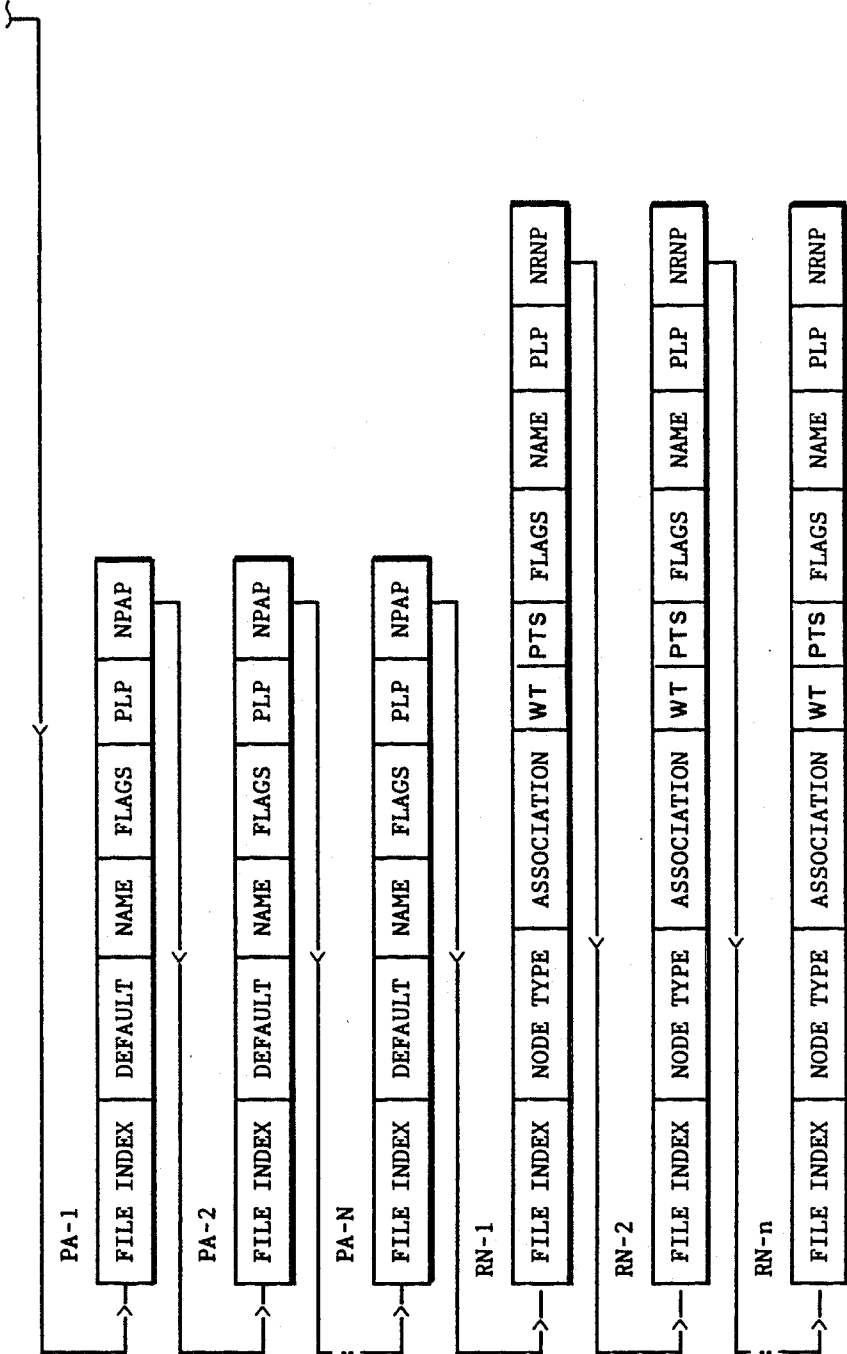 PA-1
FILE INDEX DEFAULT NAME FLAGS PLP NPAP
PA-2
FILE INDEX DEFAULT NAME FLAGS PLP NPAP
PA-N
FILE INDEX DEFAULT NAME FLAGS PLP NPAP
RN-1
FILE INDEX NODE TYPE ASSOCIATION WT PTS FLAGS NAME PLP NRNP
RN-2
FILE INDEX NODE TYPE ASSOCIATION WT PTS FLAGS NAME PLP NRNP
RN-n
FILE INDEX NODE TYPE ASSOCIATION WT PTS FLAGS NAME PLP NRNP